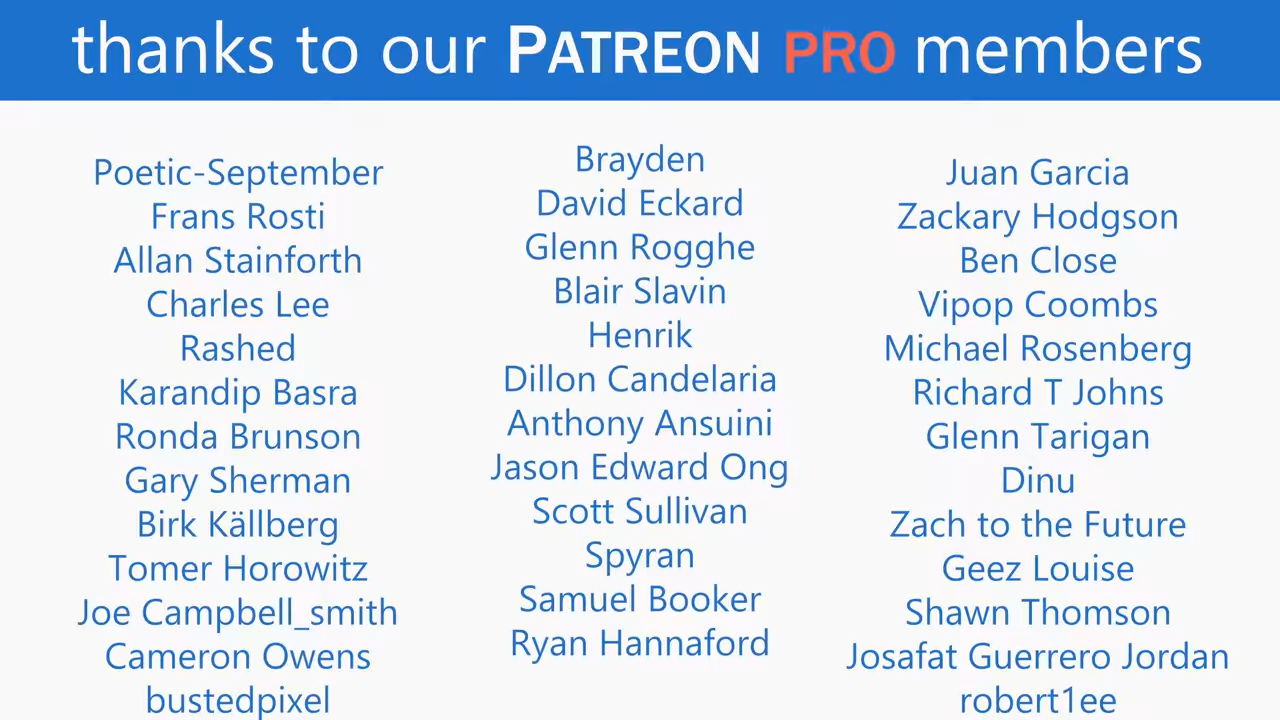 thanks to our PATREON PRO members
Poetic-September
Frans Rosti
Allan Stainforth
Charles Lee
Rashed
Karandip Basra
Ronda Brunson
Gary Sherman
Birk Källberg
Tomer Horowitz
Joe Campbell_smith
Cameron Owens
bustedpixel
Brayden
David Eckard
Glenn Rogghe
Blair Slavin
Henrik
Dillon Candelaria
Anthony Ansuini
Jason Edward Ong
Scott Sullivan
Spyran
Samuel Booker
Ryan Hannaford
Juan Garcia
Zackary Hodgson
Ben Close
Vipop Coombs
Michael Rosenberg
Richard T Johns
Glenn Tarigan
Dinu
Zach to the Future
Geez Louise
Shawn Thomson
Josafat Guerrero Jordan
robert1ee